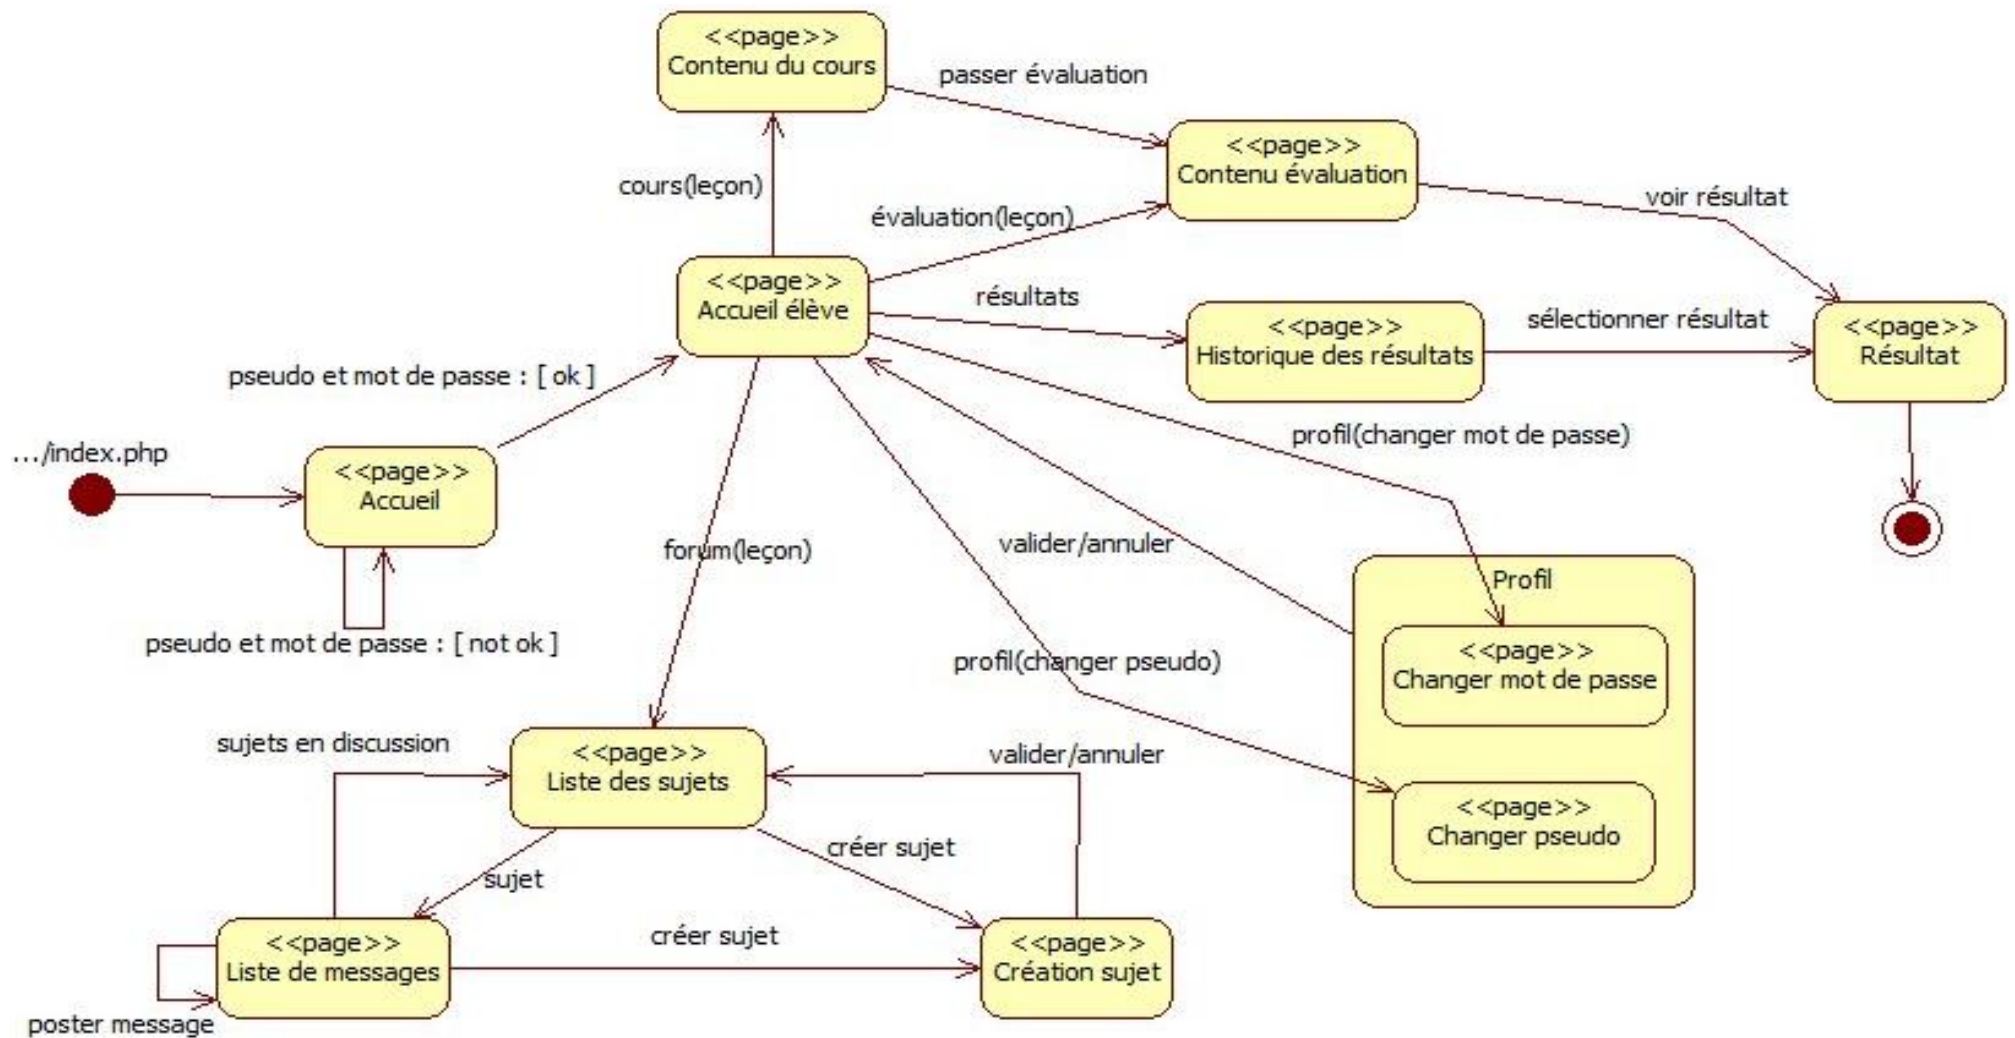 <<page>>
Contenu du cours
passer évaluation
<<page>>
Contenu évaluation
cours(leçon)
voir résultat
évaluation(leçon)
<<page>>
Accueil élève
résultats
<<page>>
Historique des résultats
sélectionner résultat
<<page>>
Résultat
pseudo et mot de passe : [ ok ]
profil(changer mot de passe)
.../index.php
<<page>>
Accueil
forum(leçon)
valider/annuler
Profil
pseudo et mot de passe : [ not ok ]
profil(changer pseudo)
<<page>>
Changer mot de passe
sujets en discussion
<<page>>
Liste des sujets
valider/annuler
<<page>>
Changer pseudo
créer sujet
sujet
<<page>>
Liste de messages
créer sujet
<<page>>
Création sujet
poster message